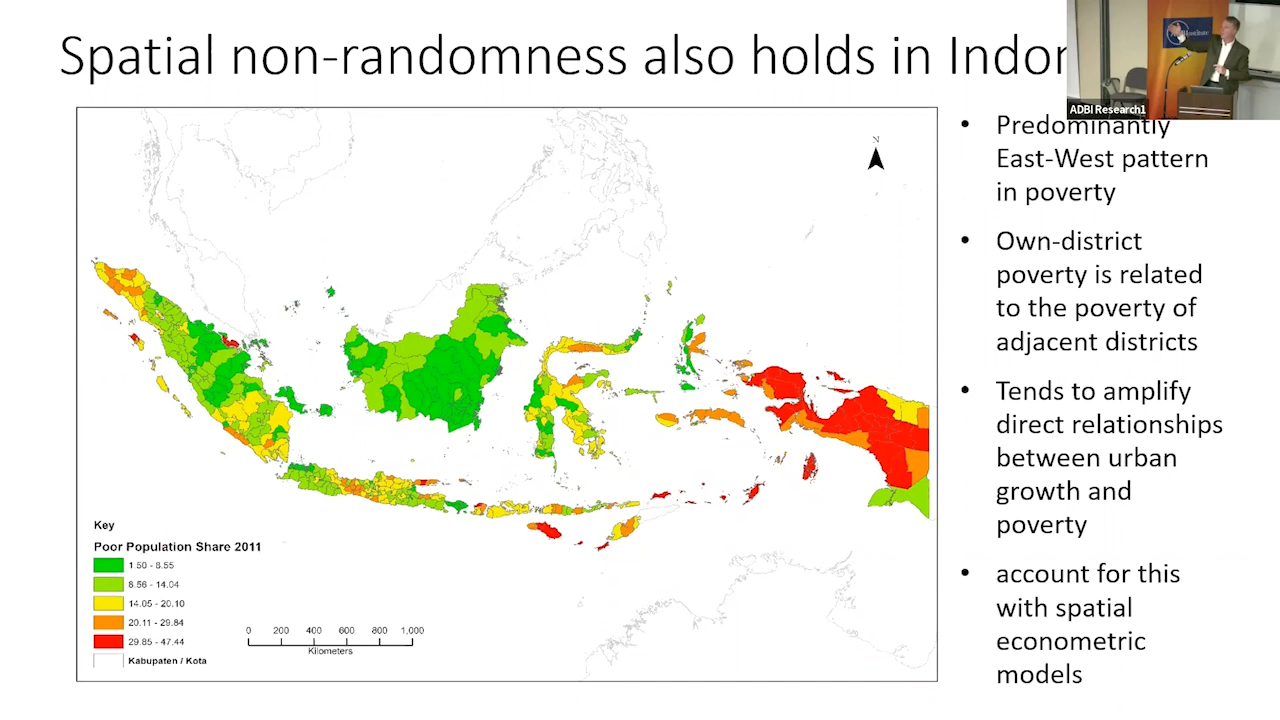 Spatial non-randomness also holds in Indon
ADBI Research1
Predominantly
East-West pattern
in poverty
Own-district
poverty is related
to the poverty of
adjacent districts
Tends to amplify
direct relationships
between urban
growth and
poverty
account for this
with spatial
econometric
models
N
Key
Poor Population Share 2011
1.50 - 8.55
8.56 - 14.04
14.05 - 20.10
20.11 - 29.84
29.85 - 47.44
Kabupaten / Kota
0 200 400 600 800 1,000
Kilometers